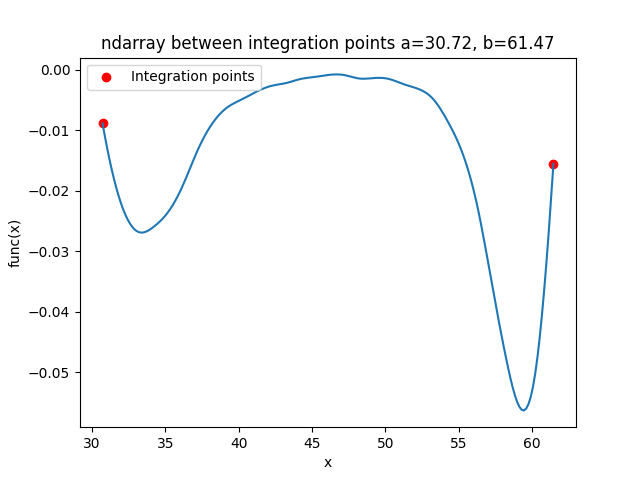 ndarray between integration points a=30.72, b=61.47
Integration points
0.00
−0.01
−0.02
−0.03
−0.04
−0.05
func(x)
30 35 40 45 50 55 60
x